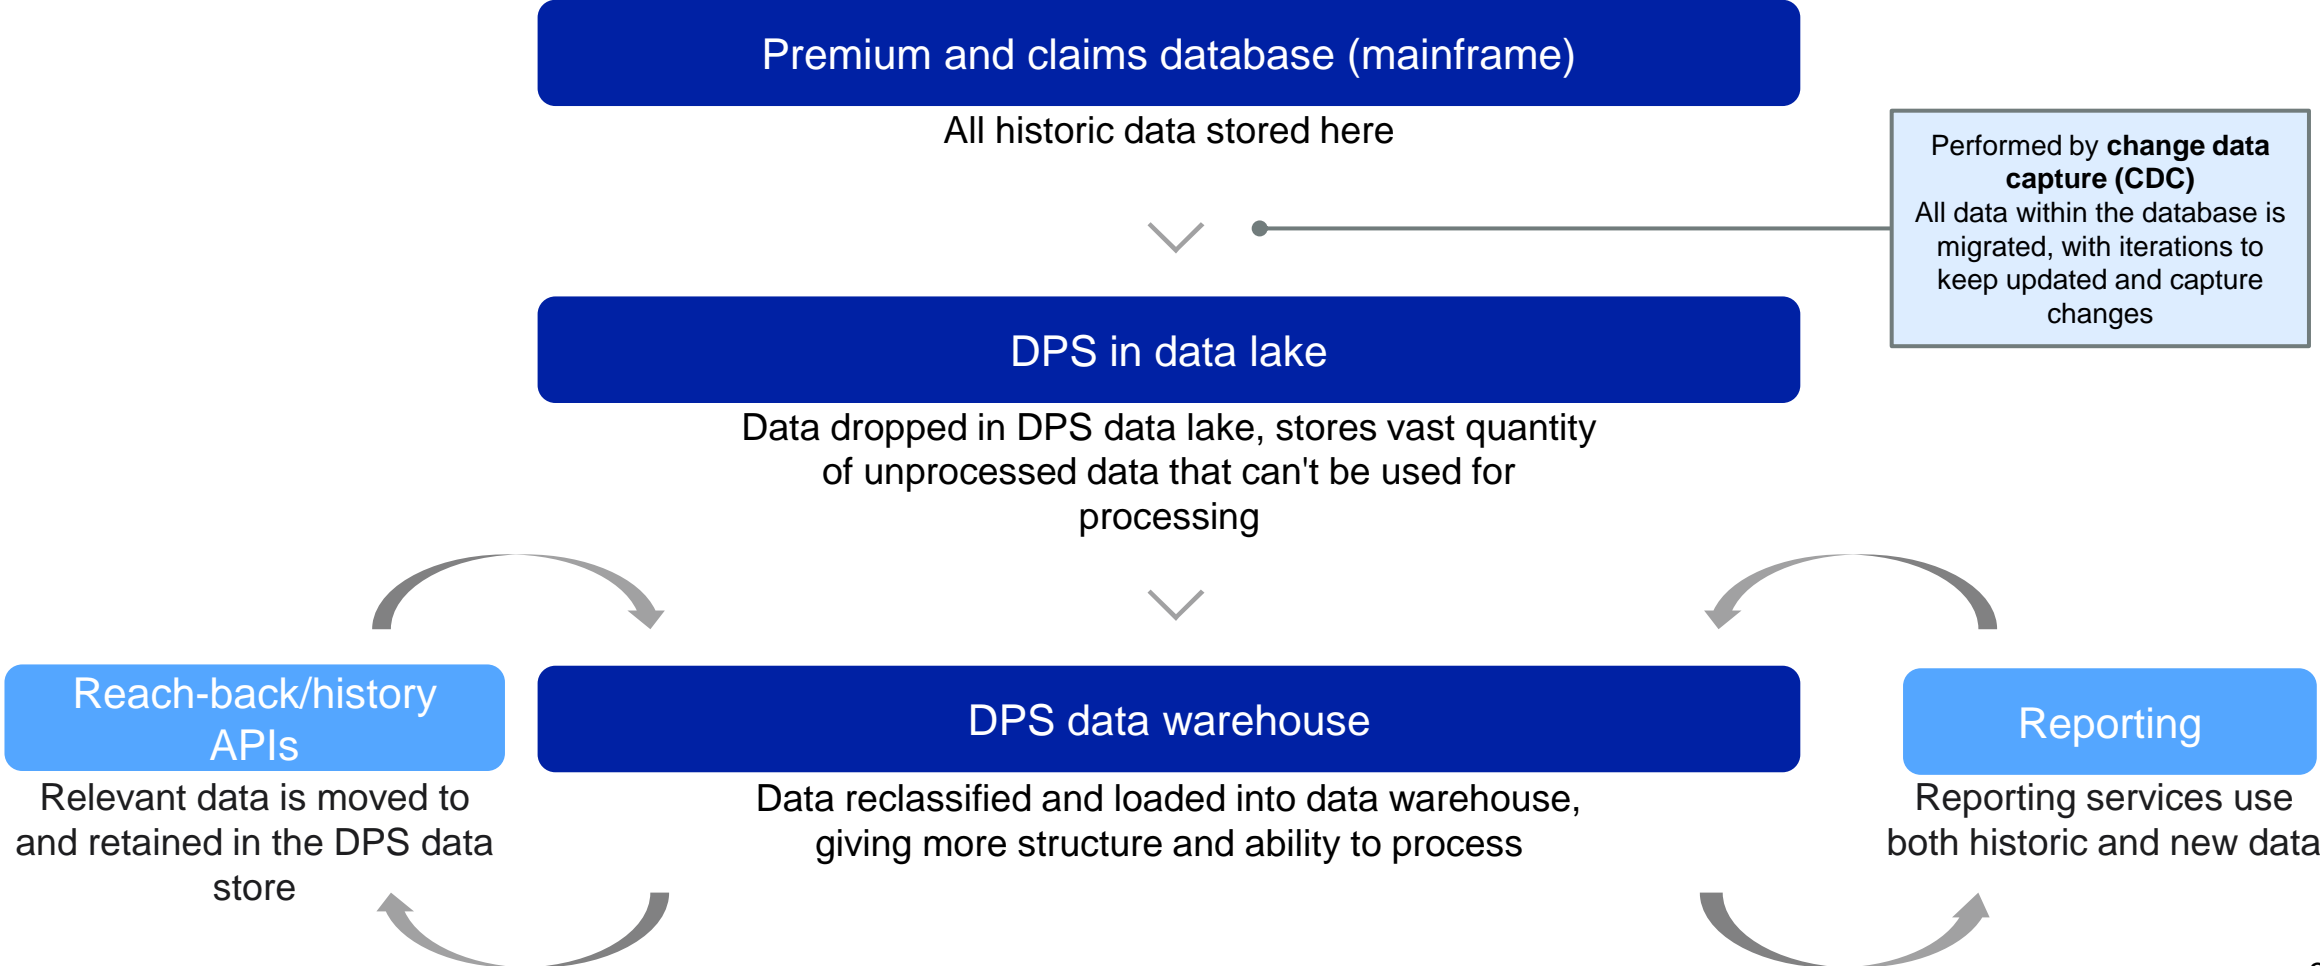 Premium and claims database (mainframe)
All historic data stored here
Performed by change data
capture (CDC)
All data within the database is
migrated, with iterations to
keep updated and capture
changes
DPS in data lake
Data dropped in DPS data lake, stores vast quantity
of unprocessed data that can't be used for
processing
Reach-back/history
APIs
Relevant data is moved to
and retained in the DPS data
store
DPS data warehouse
Data reclassified and loaded into data warehouse,
giving more structure and ability to process
Reporting
Reporting services use
both historic and new data